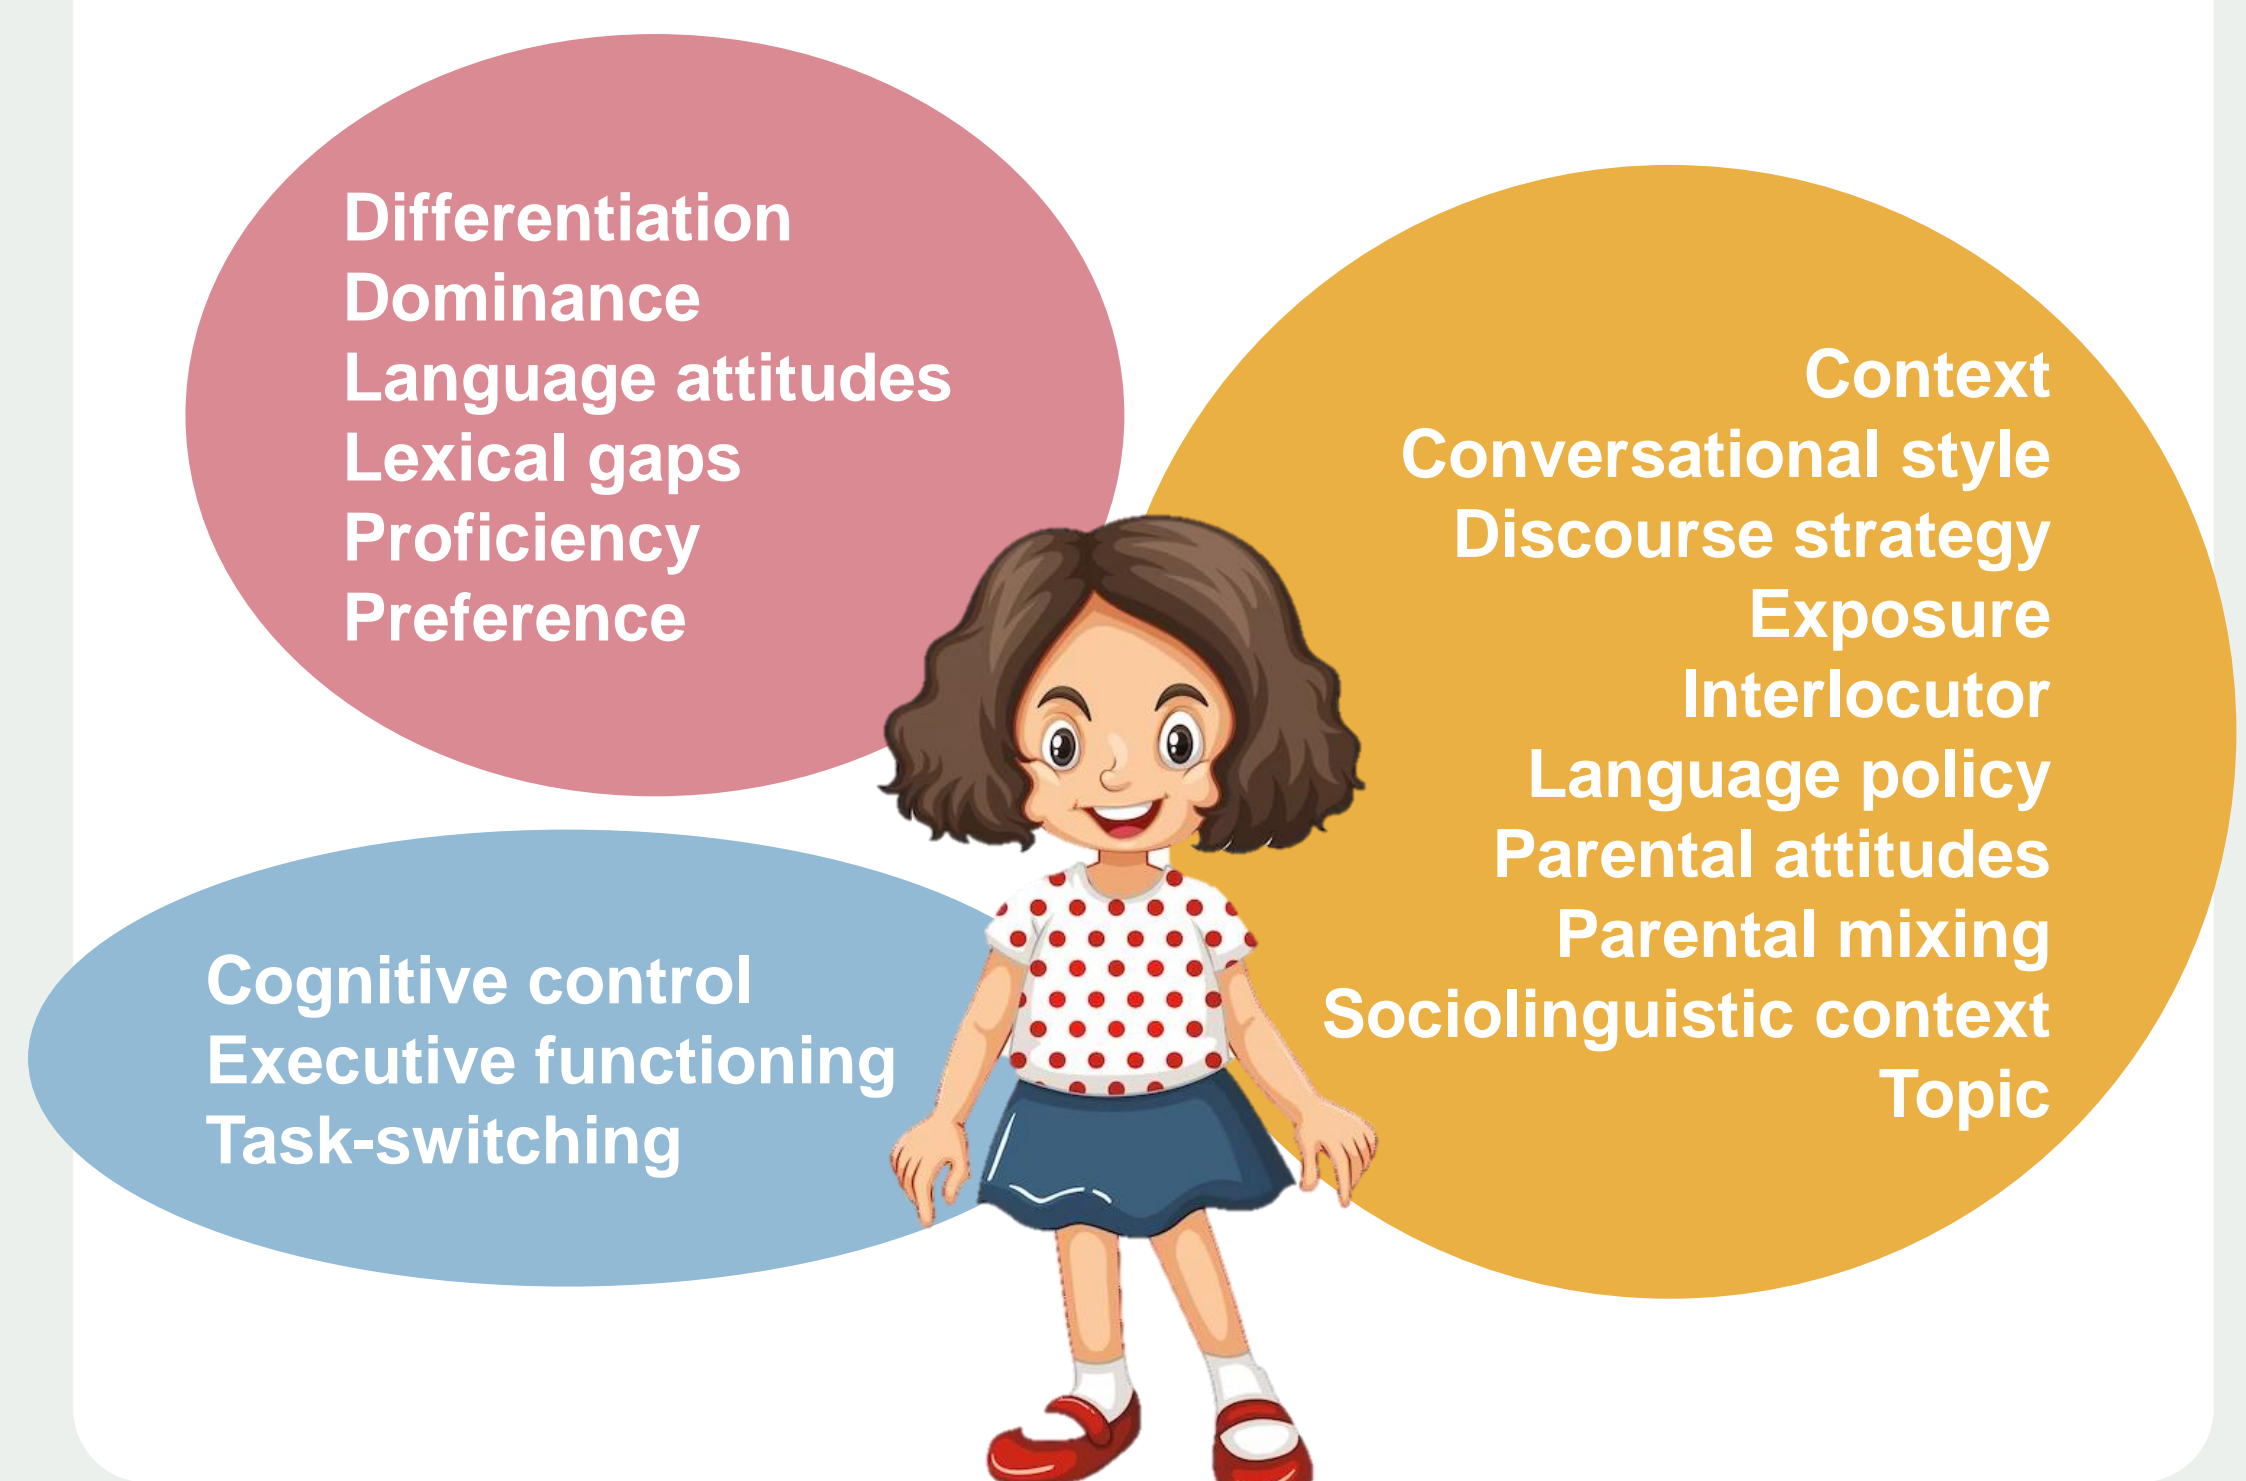 Differentiation
Dominance
Language attitudes
Lexical gaps
Proficiency
Preference
Cognitive control
Executive functioning
Task-switching
Context
Conversational style
Discourse strategy
Exposure
Interlocutor
Language policy
Parental attitudes
Parental mixing
Sociolinguistic context
Topic